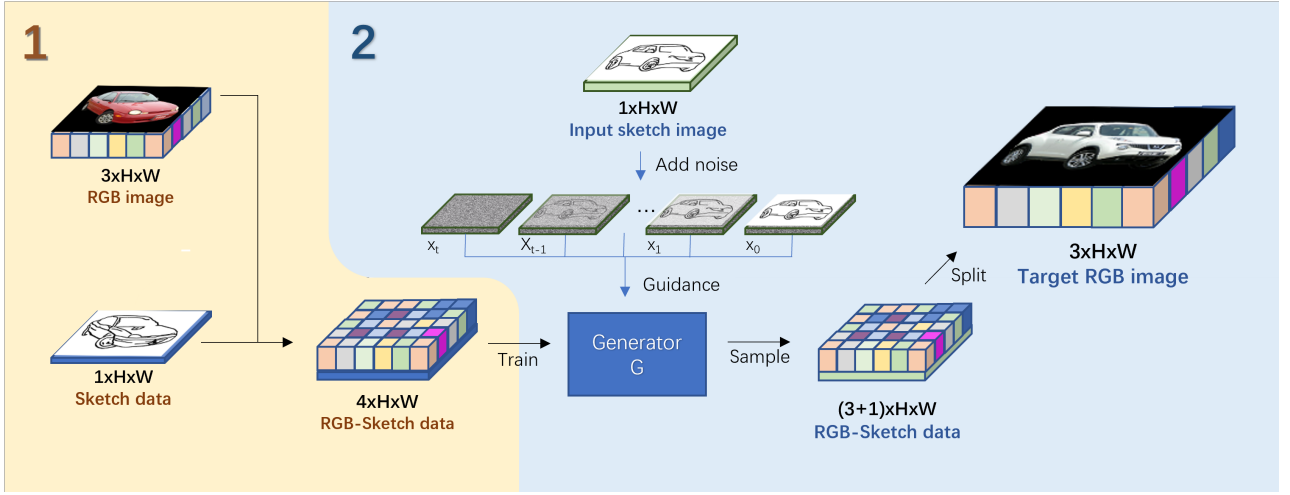 1
3xHxW
RGB image
1xHxW
Sketch data
4xHxW
RGB-Sketch data
Train
2
1xHxW
Input sketch image
Add noise
...
xt
Xt-1
x1
x0
Guidance
Generator
G
Sample
(3+1)xHxW
RGB-Sketch data
Split
3xHxW
Target RGB image